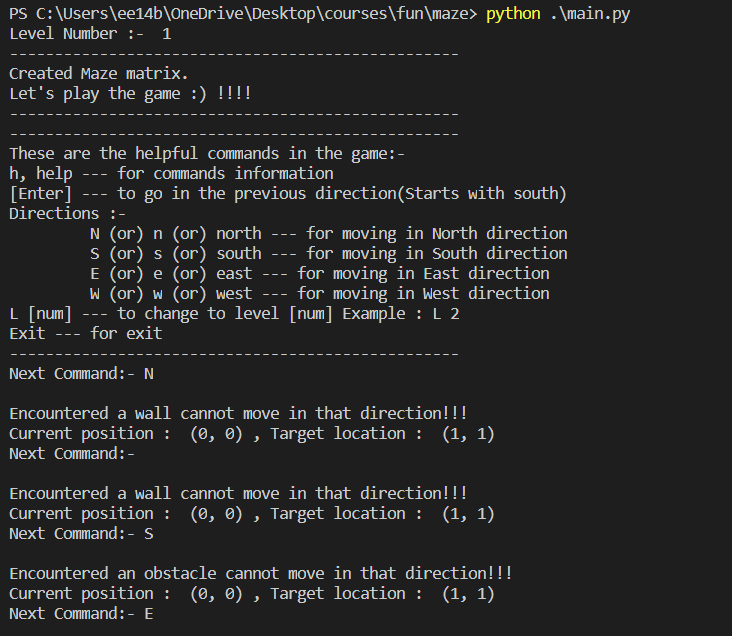 PS C:\Users\ee14b\OneDrive\Desktop\courses\fun\maze> python .\main.py
Level Number :-  1
--------------------------------------------------
Created Maze matrix.
Let's play the game :) !!!!
--------------------------------------------------
--------------------------------------------------
These are the helpful commands in the game:-
h, help --- for commands information
[Enter] --- to go in the previous direction(Starts with south)
Directions :-
         N (or) n (or) north --- for moving in North direction
         S (or) s (or) south --- for moving in South direction
         E (or) e (or) east --- for moving in East direction
         W (or) w (or) west --- for moving in West direction
L [num] --- to change to level [num] Example : L 2
Exit --- for exit
--------------------------------------------------
Next Command:- N

Encountered a wall cannot move in that direction!!!
Current position :  (0, 0) , Target location :  (1, 1)
Next Command:-

Encountered a wall cannot move in that direction!!!
Current position :  (0, 0) , Target location :  (1, 1)
Next Command:- S

Encountered an obstacle cannot move in that direction!!!
Current position :  (0, 0) , Target location :  (1, 1)
Next Command:- E